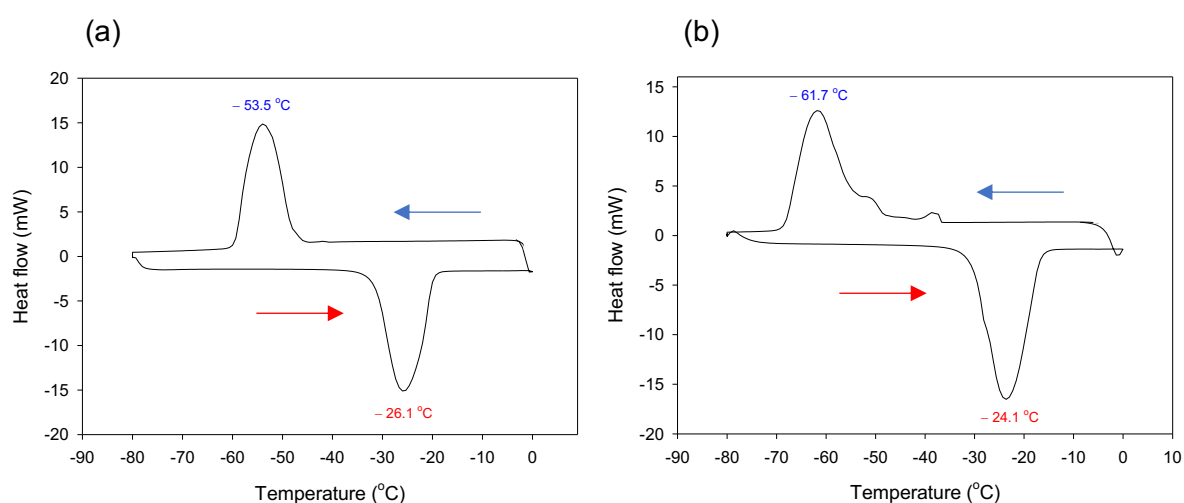 (a)
20
15
10
5
0
-5
-10
-15
-20
Heat flow (mW)
– 53.5 °C
– 26.1 °C
-90 -80 -70 -60 -50 -40 -30 -20 -10 0
Temperature (°C)
(b)
15
10
5
0
-5
-10
-15
-20
Heat flow (mW)
– 61.7 °C
– 24.1 °C
-90 -80 -70 -60 -50 -40 -30 -20 -10 0 10
Temperature (°C)